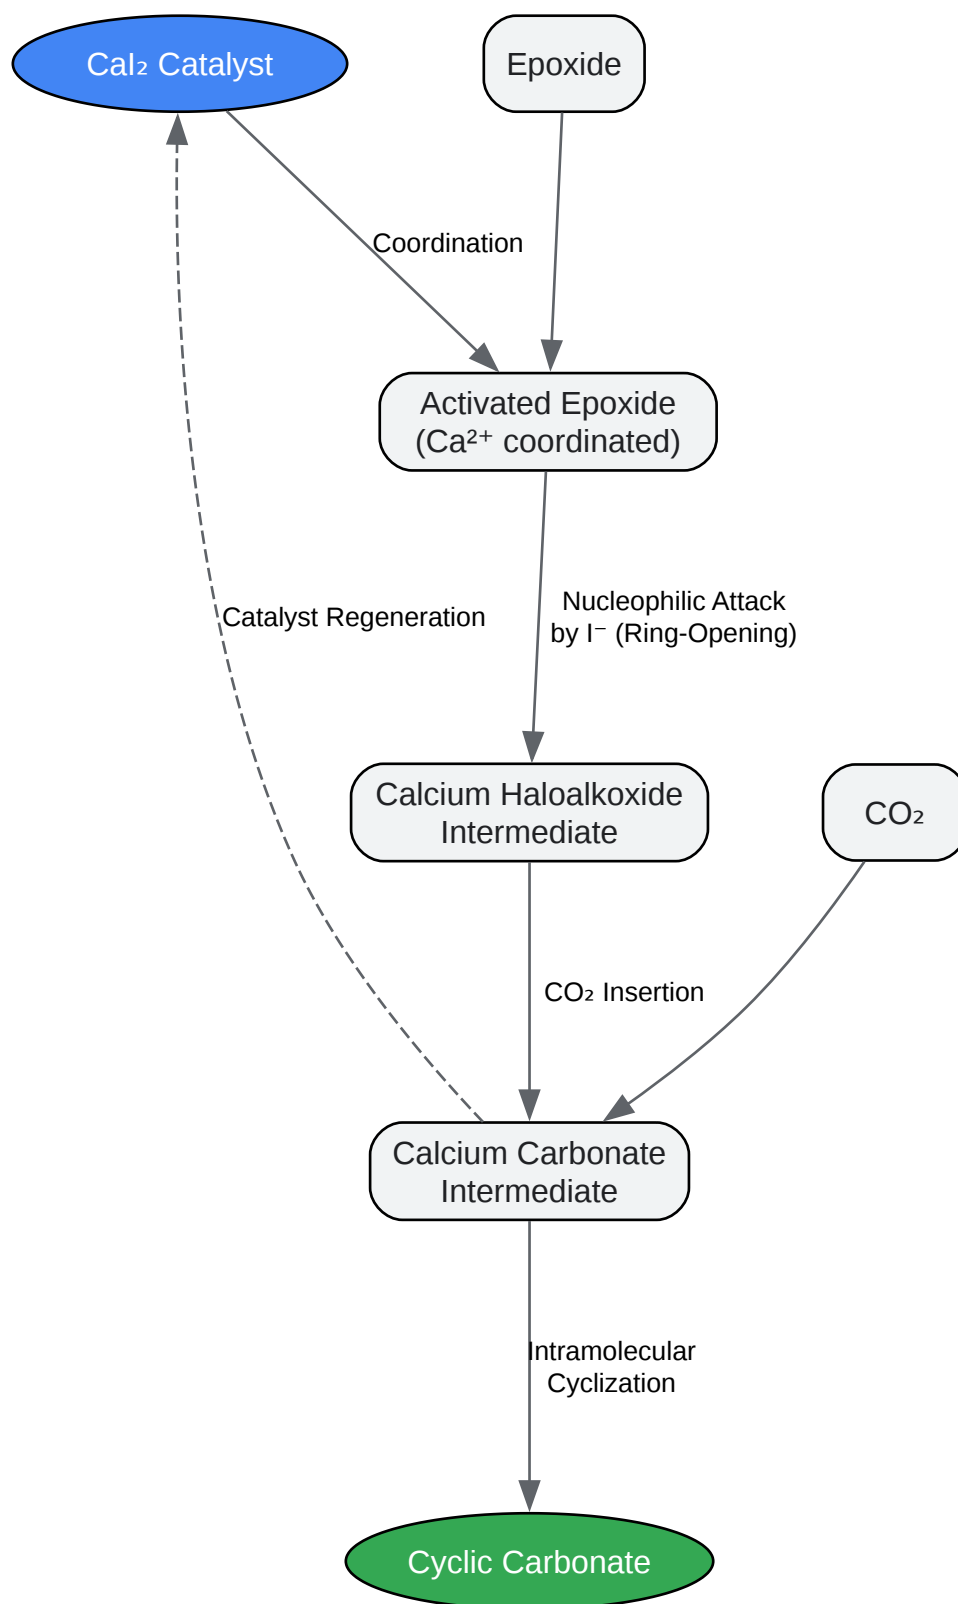 CaI₂ Catalyst
Epoxide
Coordination
Activated Epoxide
(Ca²⁺ coordinated)
Catalyst Regeneration
Nucleophilic Attack
by I⁻ (Ring-Opening)
Calcium Haloalkoxide
Intermediate
CO₂
CO₂ Insertion
Calcium Carbonate
Intermediate
Intramolecular
Cyclization
Cyclic Carbonate